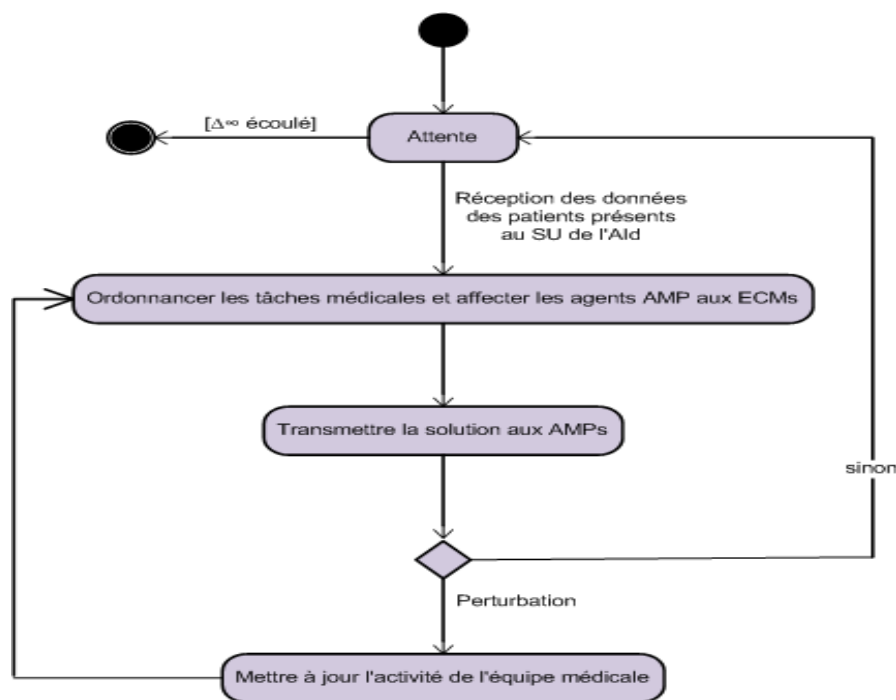 [Δ∞ écoulé]
Attente
Réception des données
des patients présents
au SU de l'AId
Ordonnancer les tâches médicales et affecter les agents AMP aux ECMs
Transmettre la solution aux AMPs
sinon
Perturbation
Mettre à jour l'activité de l'équipe médicale